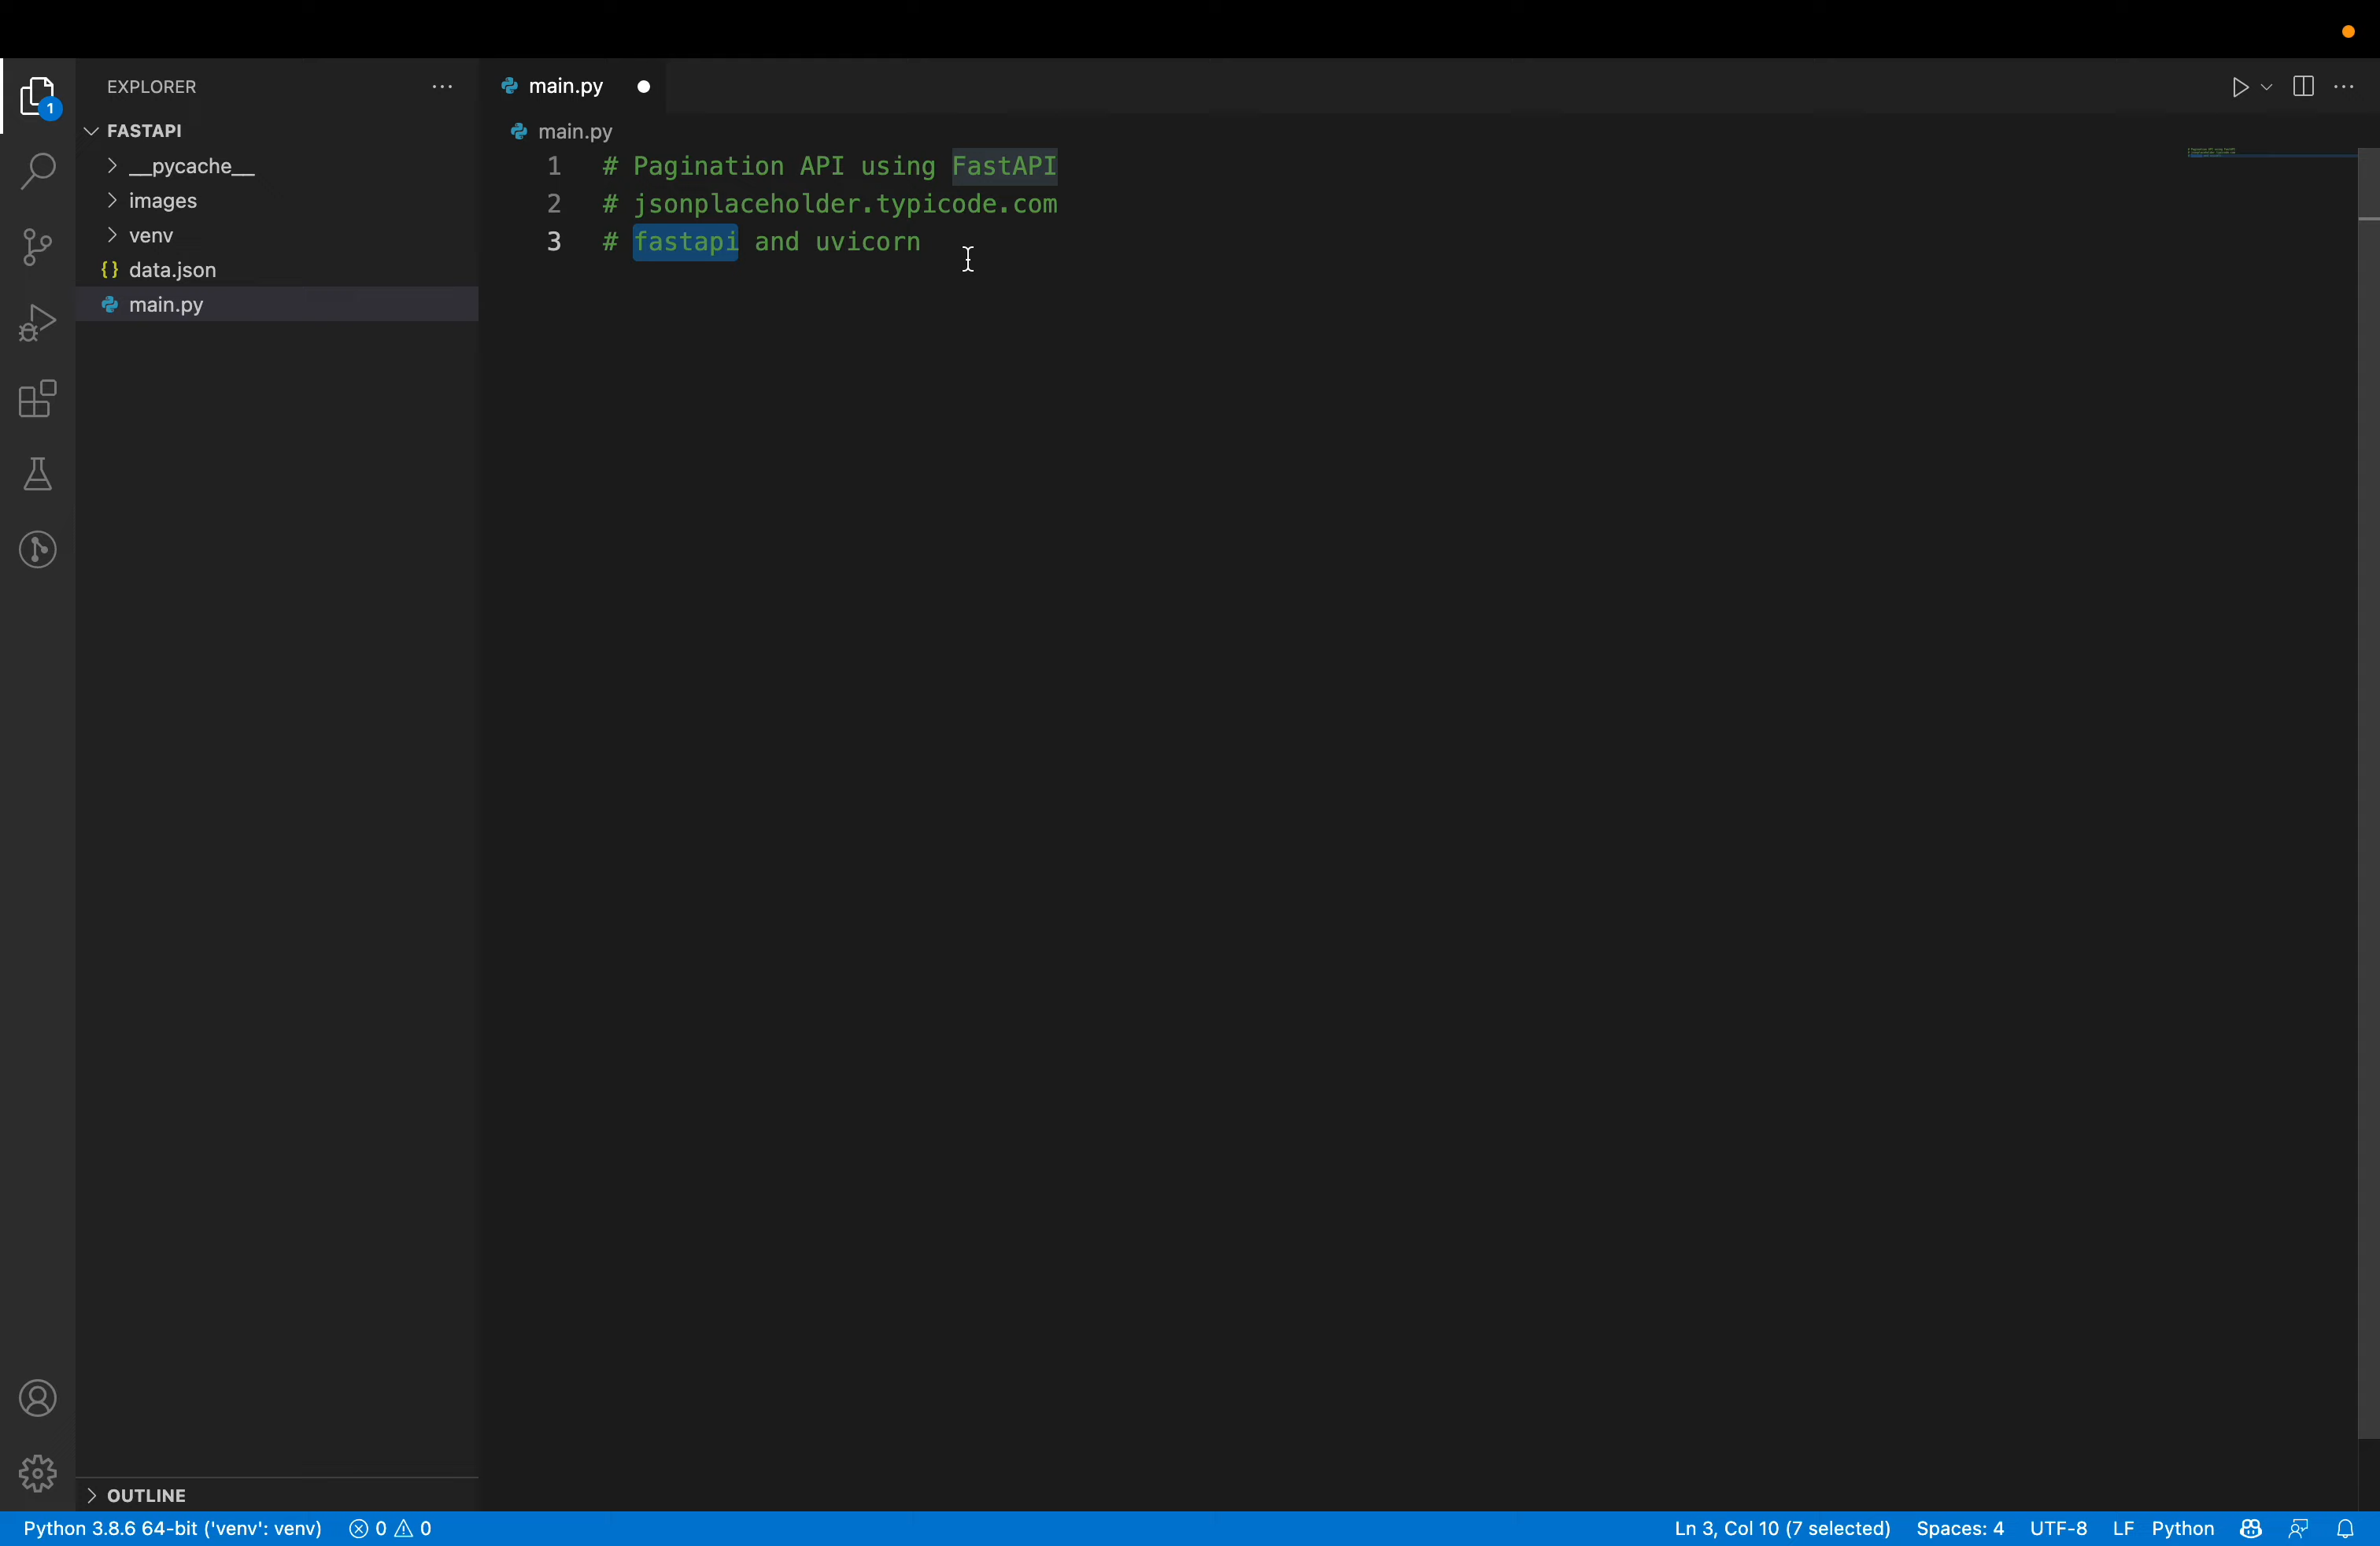 EXPLORER
main.py
1
FASTAPI
main.py
__pycache__
1 # Pagination API using FastAPI
images
2 # jsonplaceholder.typicode.com
venv
3 # fastapi and uvicorn
{} data.json
main.py
OUTLINE
Python 3.8.6 64-bit ('venv': venv) 0 0 Ln 3, Col 10 (7 selected) Spaces: 4 UTF-8 LF Python